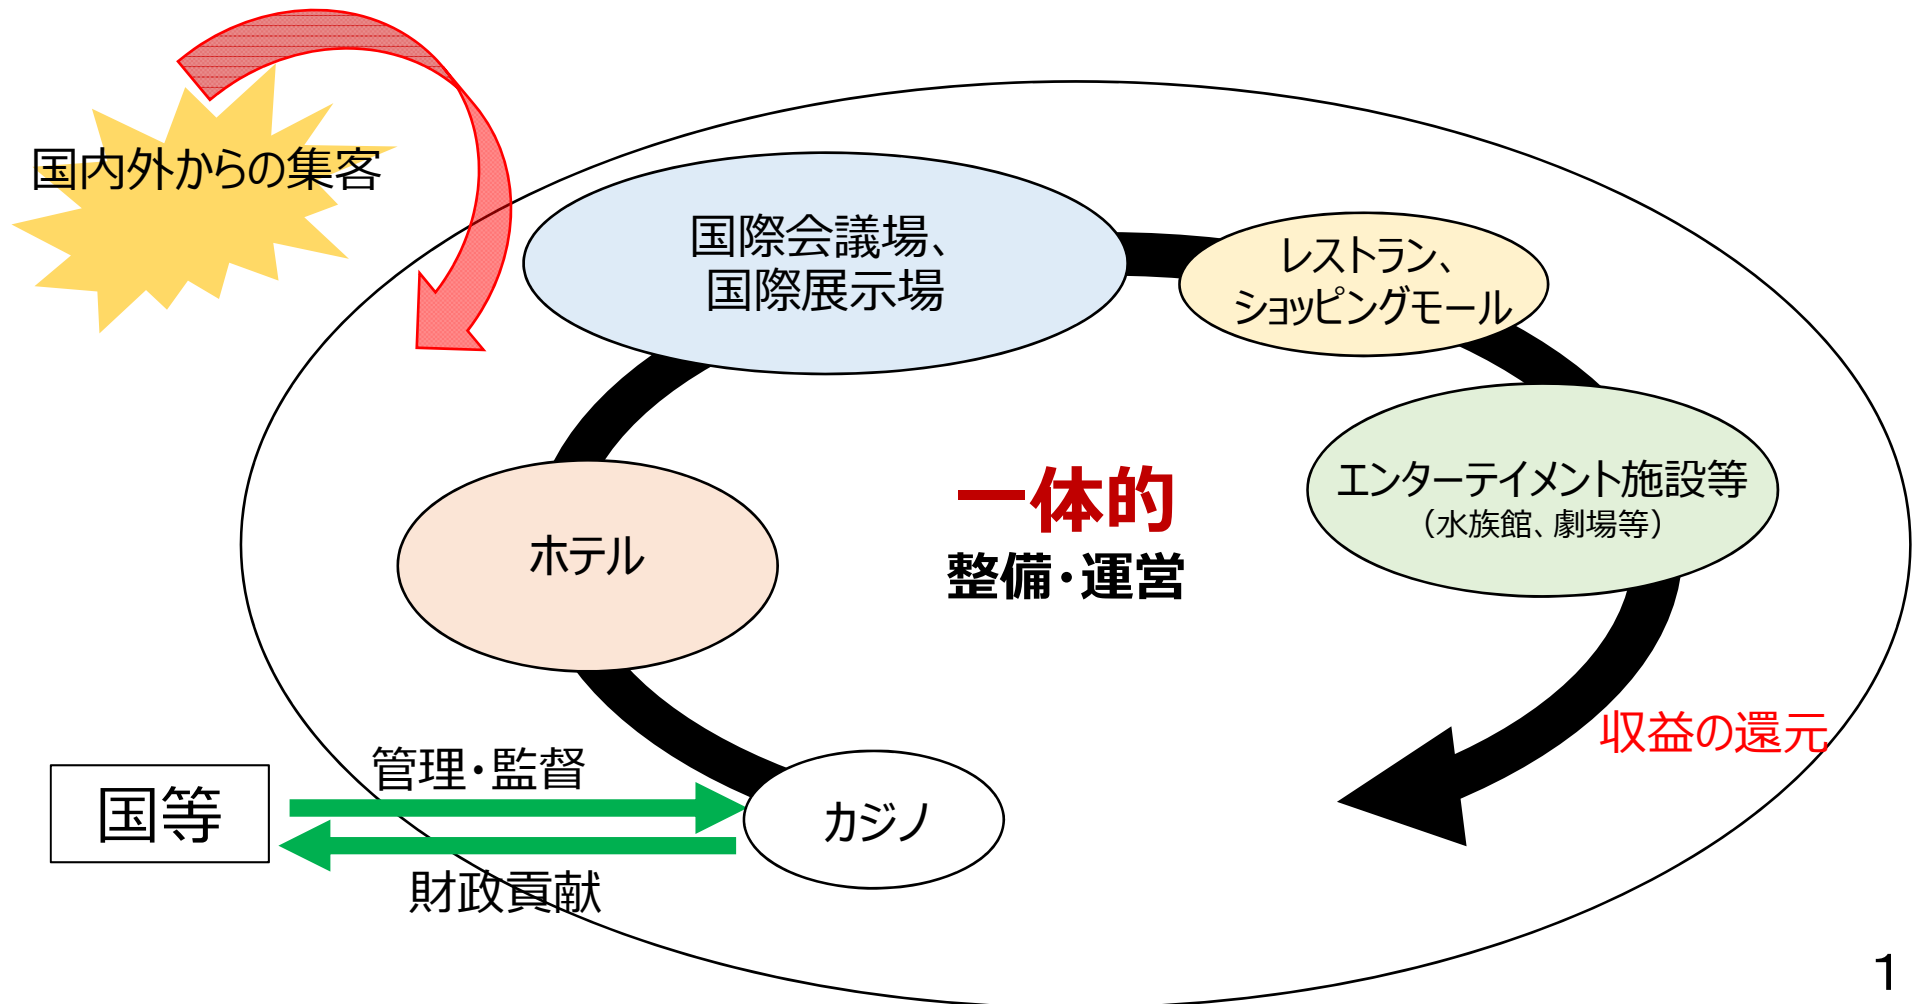 国内外からの集客
国際会議場、
国際展示場
レストラン、
ショッピングモール
エンターテイメント施設等
（水族館、劇場等）
一体的
整備・運営
ホテル
収益の還元
管理・監督
国等
カジノ
財政貢献
1